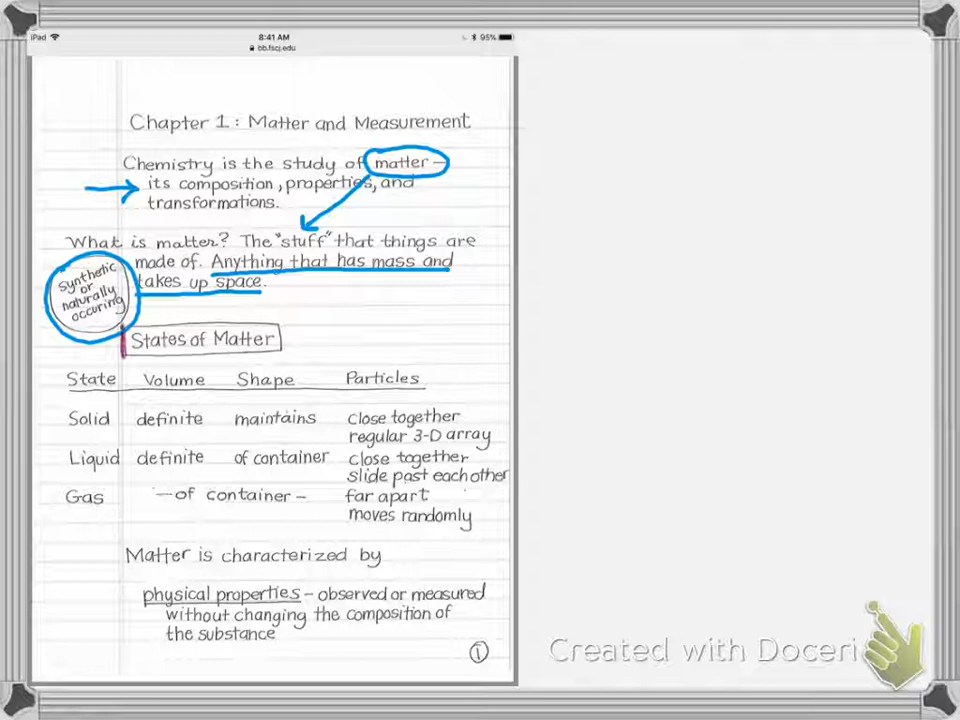 iPad 8:41 AM 95%
bb.fscj.edu
Chapter 1: Matter and Measurement
Chemistry is the study of matter –
its composition, properties, and
transformations.
What is matter? The "stuff" that things are
made of. Anything that has mass and
takes up space.
synthetic
or
naturally
occuring
States of Matter
State Volume Shape Particles
Solid definite maintains close together
regular 3-D array
Liquid definite of container close together
slide past each other
Gas – of container – far apart
moves randomly
Matter is characterized by
physical properties – observed or measured
without changing the composition of
the substance
1
Created with Doceri